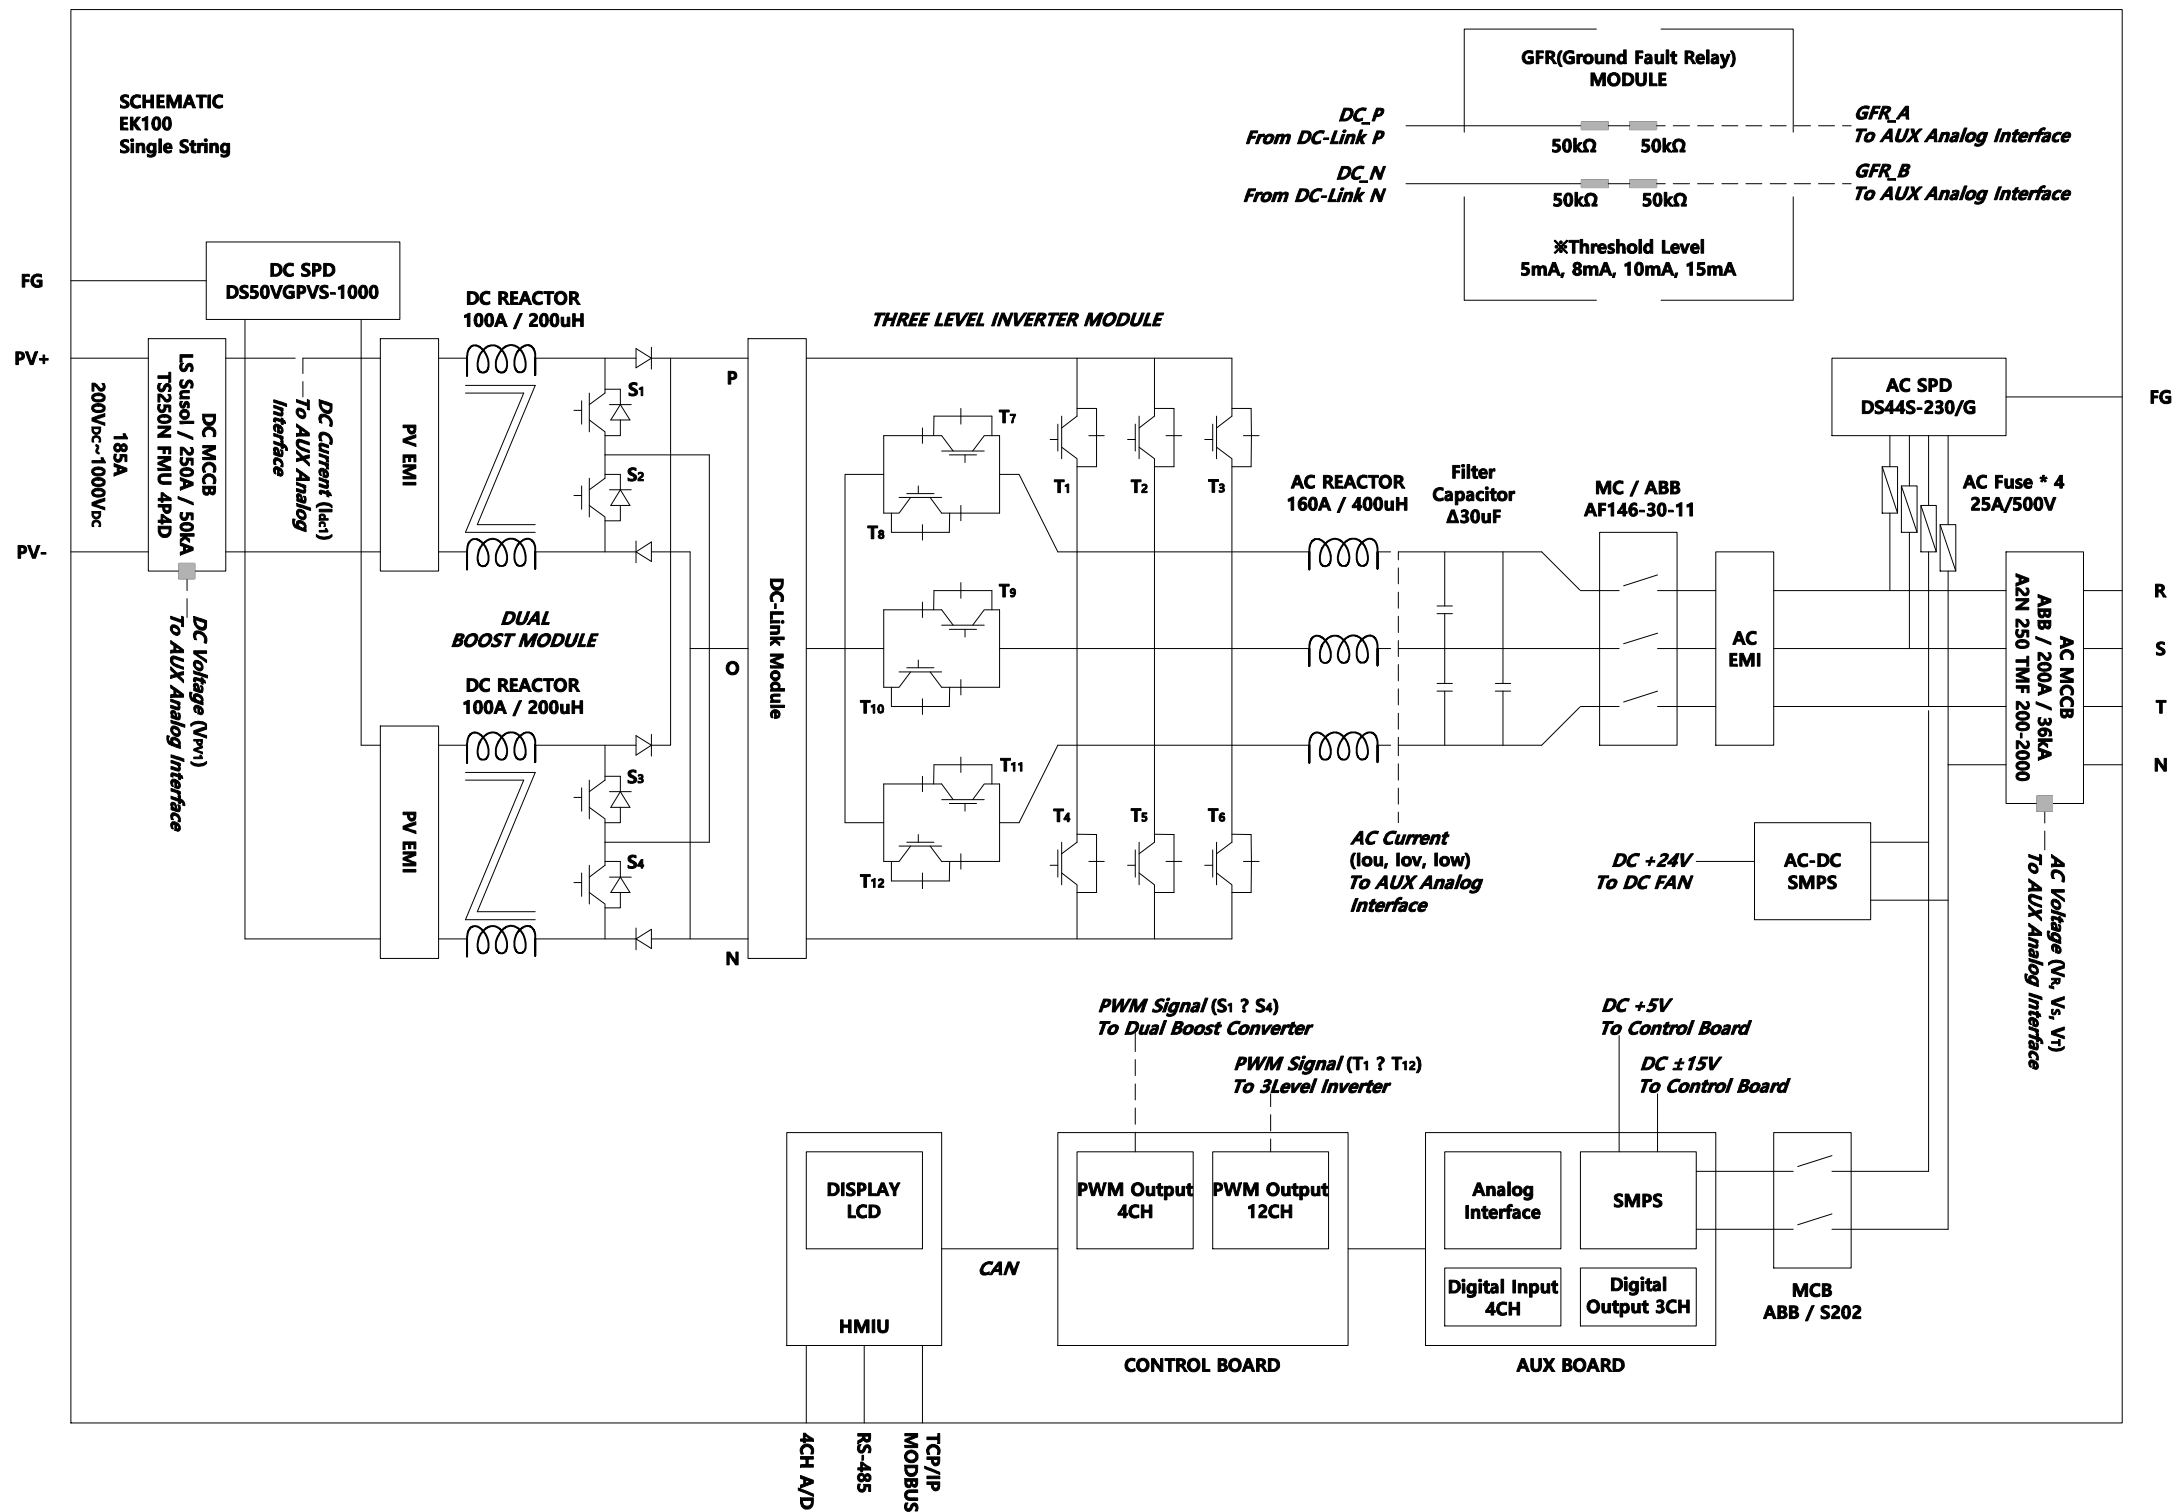 SCHEMATIC
EK100
Single String
GFR(Ground Fault Relay)
MODULE
DC_P
From DC-Link P
50kΩ
50kΩ
GFR_A
To AUX Analog Interface
DC_N
From DC-Link N
50kΩ
50kΩ
GFR_B
To AUX Analog Interface
※Threshold Level
5mA, 8mA, 10mA, 15mA
FG
DC SPD
DS50VGPVS-1000
PV+
PV-
185A
200VDC~1000VDC
DC MCCB
LS Susol / 250A / 50kA
TS250N FMU 4P4D
DC Current (Idc1)
To AUX Analog
Interface
DC Voltage (VPV1)
To AUX Analog Interface
PV EMI
DC REACTOR
100A / 200uH
S1
S2
DUAL
BOOST MODULE
PV EMI
DC REACTOR
100A / 200uH
S3
S4
P
O
N
DC-Link Module
THREE LEVEL INVERTER MODULE
T7
T8
T9
T10
T11
T12
T1
T2
T3
T4
T5
T6
AC REACTOR
160A / 400uH
Filter
Capacitor
Δ30uF
MC / ABB
AF146-30-11
AC Current
(Iou, Iov, Iow)
To AUX Analog
Interface
AC
EMI
AC SPD
DS44S-230/G
FG
AC Fuse * 4
25A/500V
AC MCCB
ABB / 200A / 36kA
A2N 250 TMF 200-2000
R
S
T
N
AC Voltage (VR, VS, VT)
To AUX Analog Interface
DC +24V
To DC FAN
AC-DC
SMPS
PWM Signal (S1 ? S4)
To Dual Boost Converter
PWM Signal (T1 ? T12)
To 3Level Inverter
DC +5V
To Control Board
DC ±15V
To Control Board
DISPLAY
LCD
HMIU
CAN
PWM Output
4CH
PWM Output
12CH
CONTROL BOARD
Analog
Interface
SMPS
Digital Input
4CH
Digital
Output 3CH
AUX BOARD
MCB
ABB / S202
4CH A/D
RS-485
TCP/IP
MODBUS